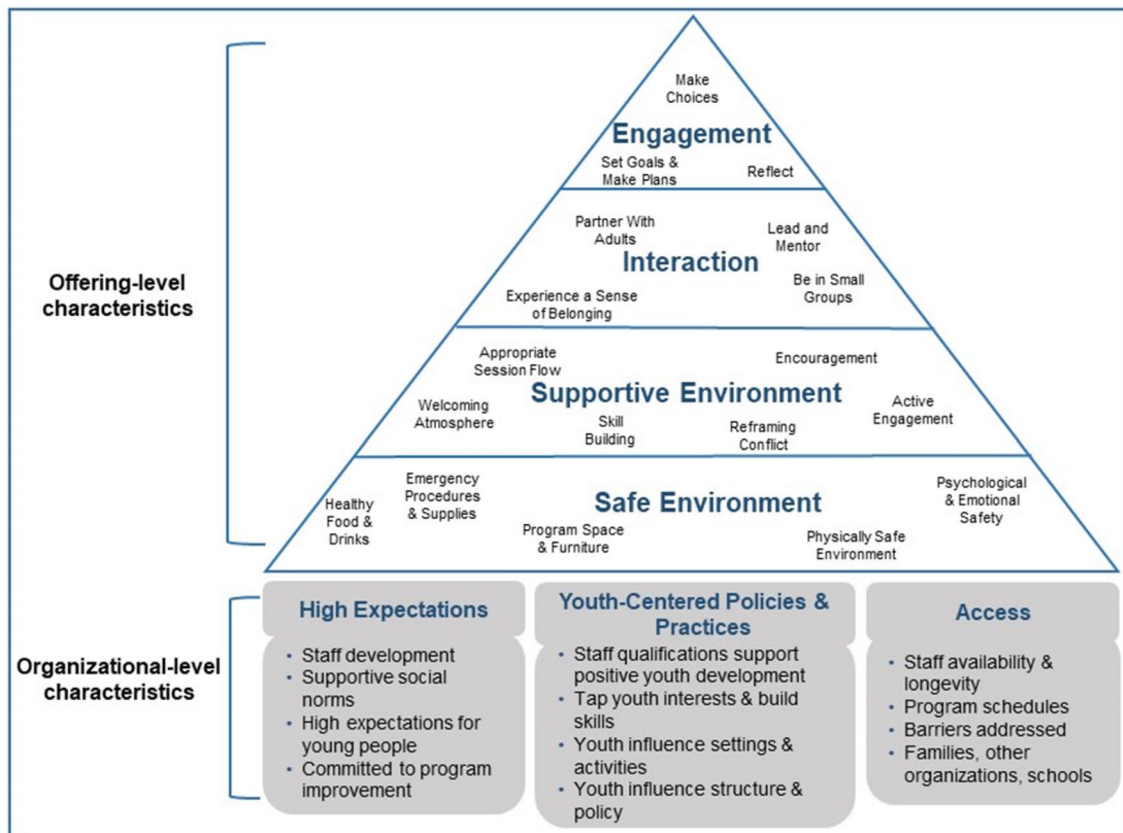 Make
Choices
Engagement
Set Goals &
Make Plans
Reflect
Partner With
Adults
Lead and
Mentor
Interaction
Be in Small
Groups
Experience a Sense
of Belonging
Offering-level
characteristics
Appropriate
Session Flow
Encouragement
Supportive Environment
Welcoming
Atmosphere
Skill
Building
Reframing
Conflict
Active
Engagement
Safe Environment
Healthy
Food &
Drinks
Emergency
Procedures
& Supplies
Program Space
& Furniture
Physically Safe
Environment
Psychological
& Emotional
Safety
Organizational-level
characteristics
High Expectations
• Staff development
• Supportive social
norms
• High expectations for
young people
• Committed to program
improvement
Youth-Centered Policies &
Practices
• Staff qualifications support
positive youth development
• Tap youth interests & build
skills
• Youth influence settings &
activities
• Youth influence structure &
policy
Access
• Staff availability &
longevity
• Program schedules
• Barriers addressed
• Families, other
organizations, schools